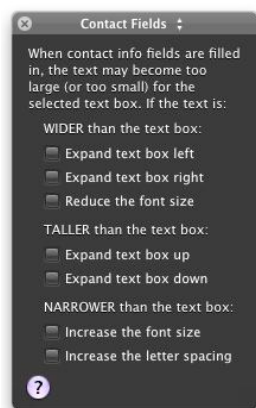 Contact Fields
When contact info fields are filled
in, the text may become too
large (or too small) for the
selected text box. If the text is:
WIDER than the text box:
Expand text box left
Expand text box right
Reduce the font size
TALLER than the text box:
Expand text box up
Expand text box down
NARROWER than the text box:
Increase the font size
Increase the letter spacing
?